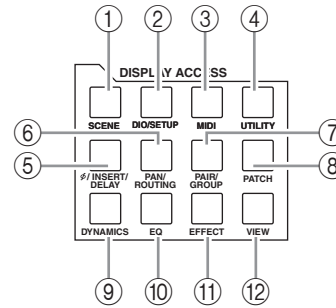 ① ② ③ ④
DISPLAY ACCESS
SCENE DIO/SETUP MIDI UTILITY
⑥ ⑦
⑤ ⑧
ø/INSERT/ PAN/ PAIR/ PATCH
DELAY ROUTING GROUP
DYNAMICS EQ EFFECT VIEW
⑨ ⑩ ⑪ ⑫